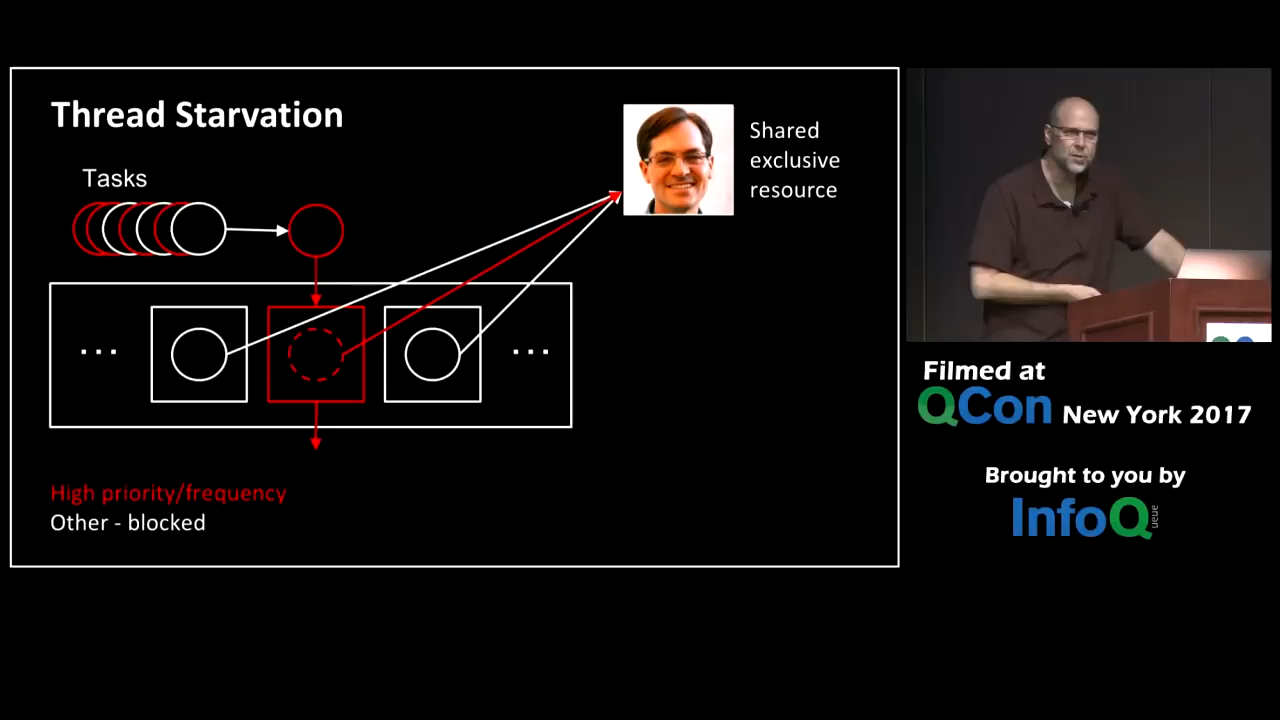 Thread Starvation
Tasks
Shared
exclusive
resource
...
...
High priority/frequency
Other - blocked
Filmed at
QCon New York 2017
Brought to you by
InfoQueue